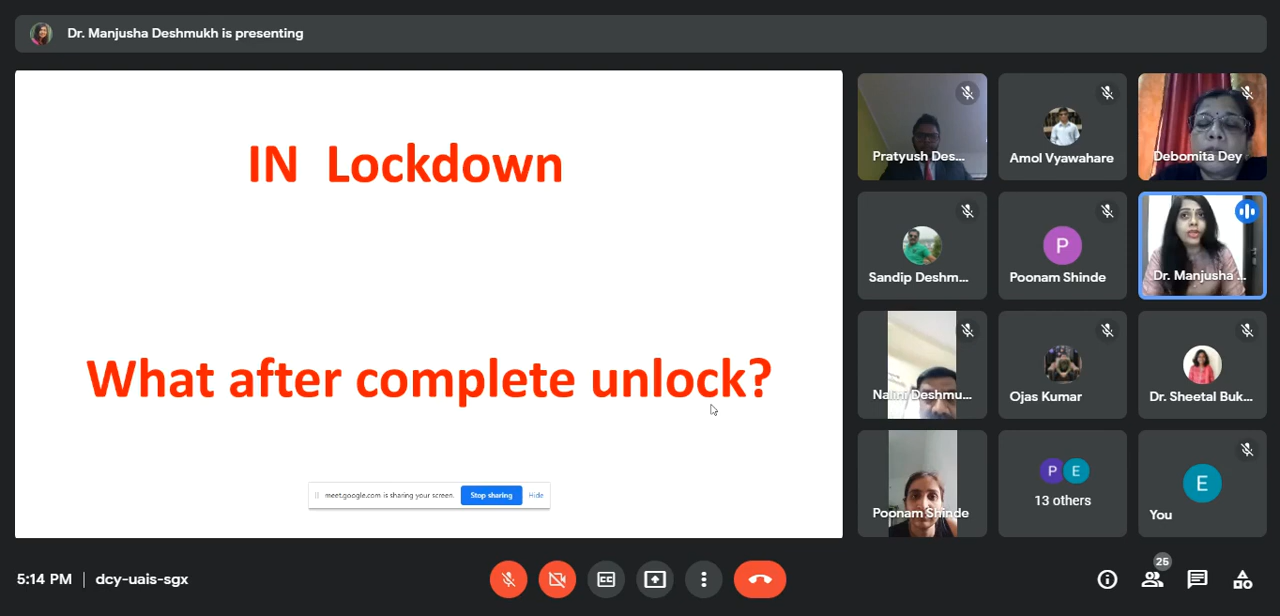 Dr. Manjusha Deshmukh is presenting
IN Lockdown
What after complete unlock?
meet.google.com is sharing your screen.
Stop sharing
Hide
Pratyush Des...
Amol Vyawahare
Debomita Dey
Sandip Deshm...
P
Poonam Shinde
Dr. Manjusha ...
Nalini Deshmu...
Ojas Kumar
Dr. Sheetal Buk...
Poonam Shinde
P E
13 others
E
You
5:14 PM | dcy-uais-sgx
CC
25